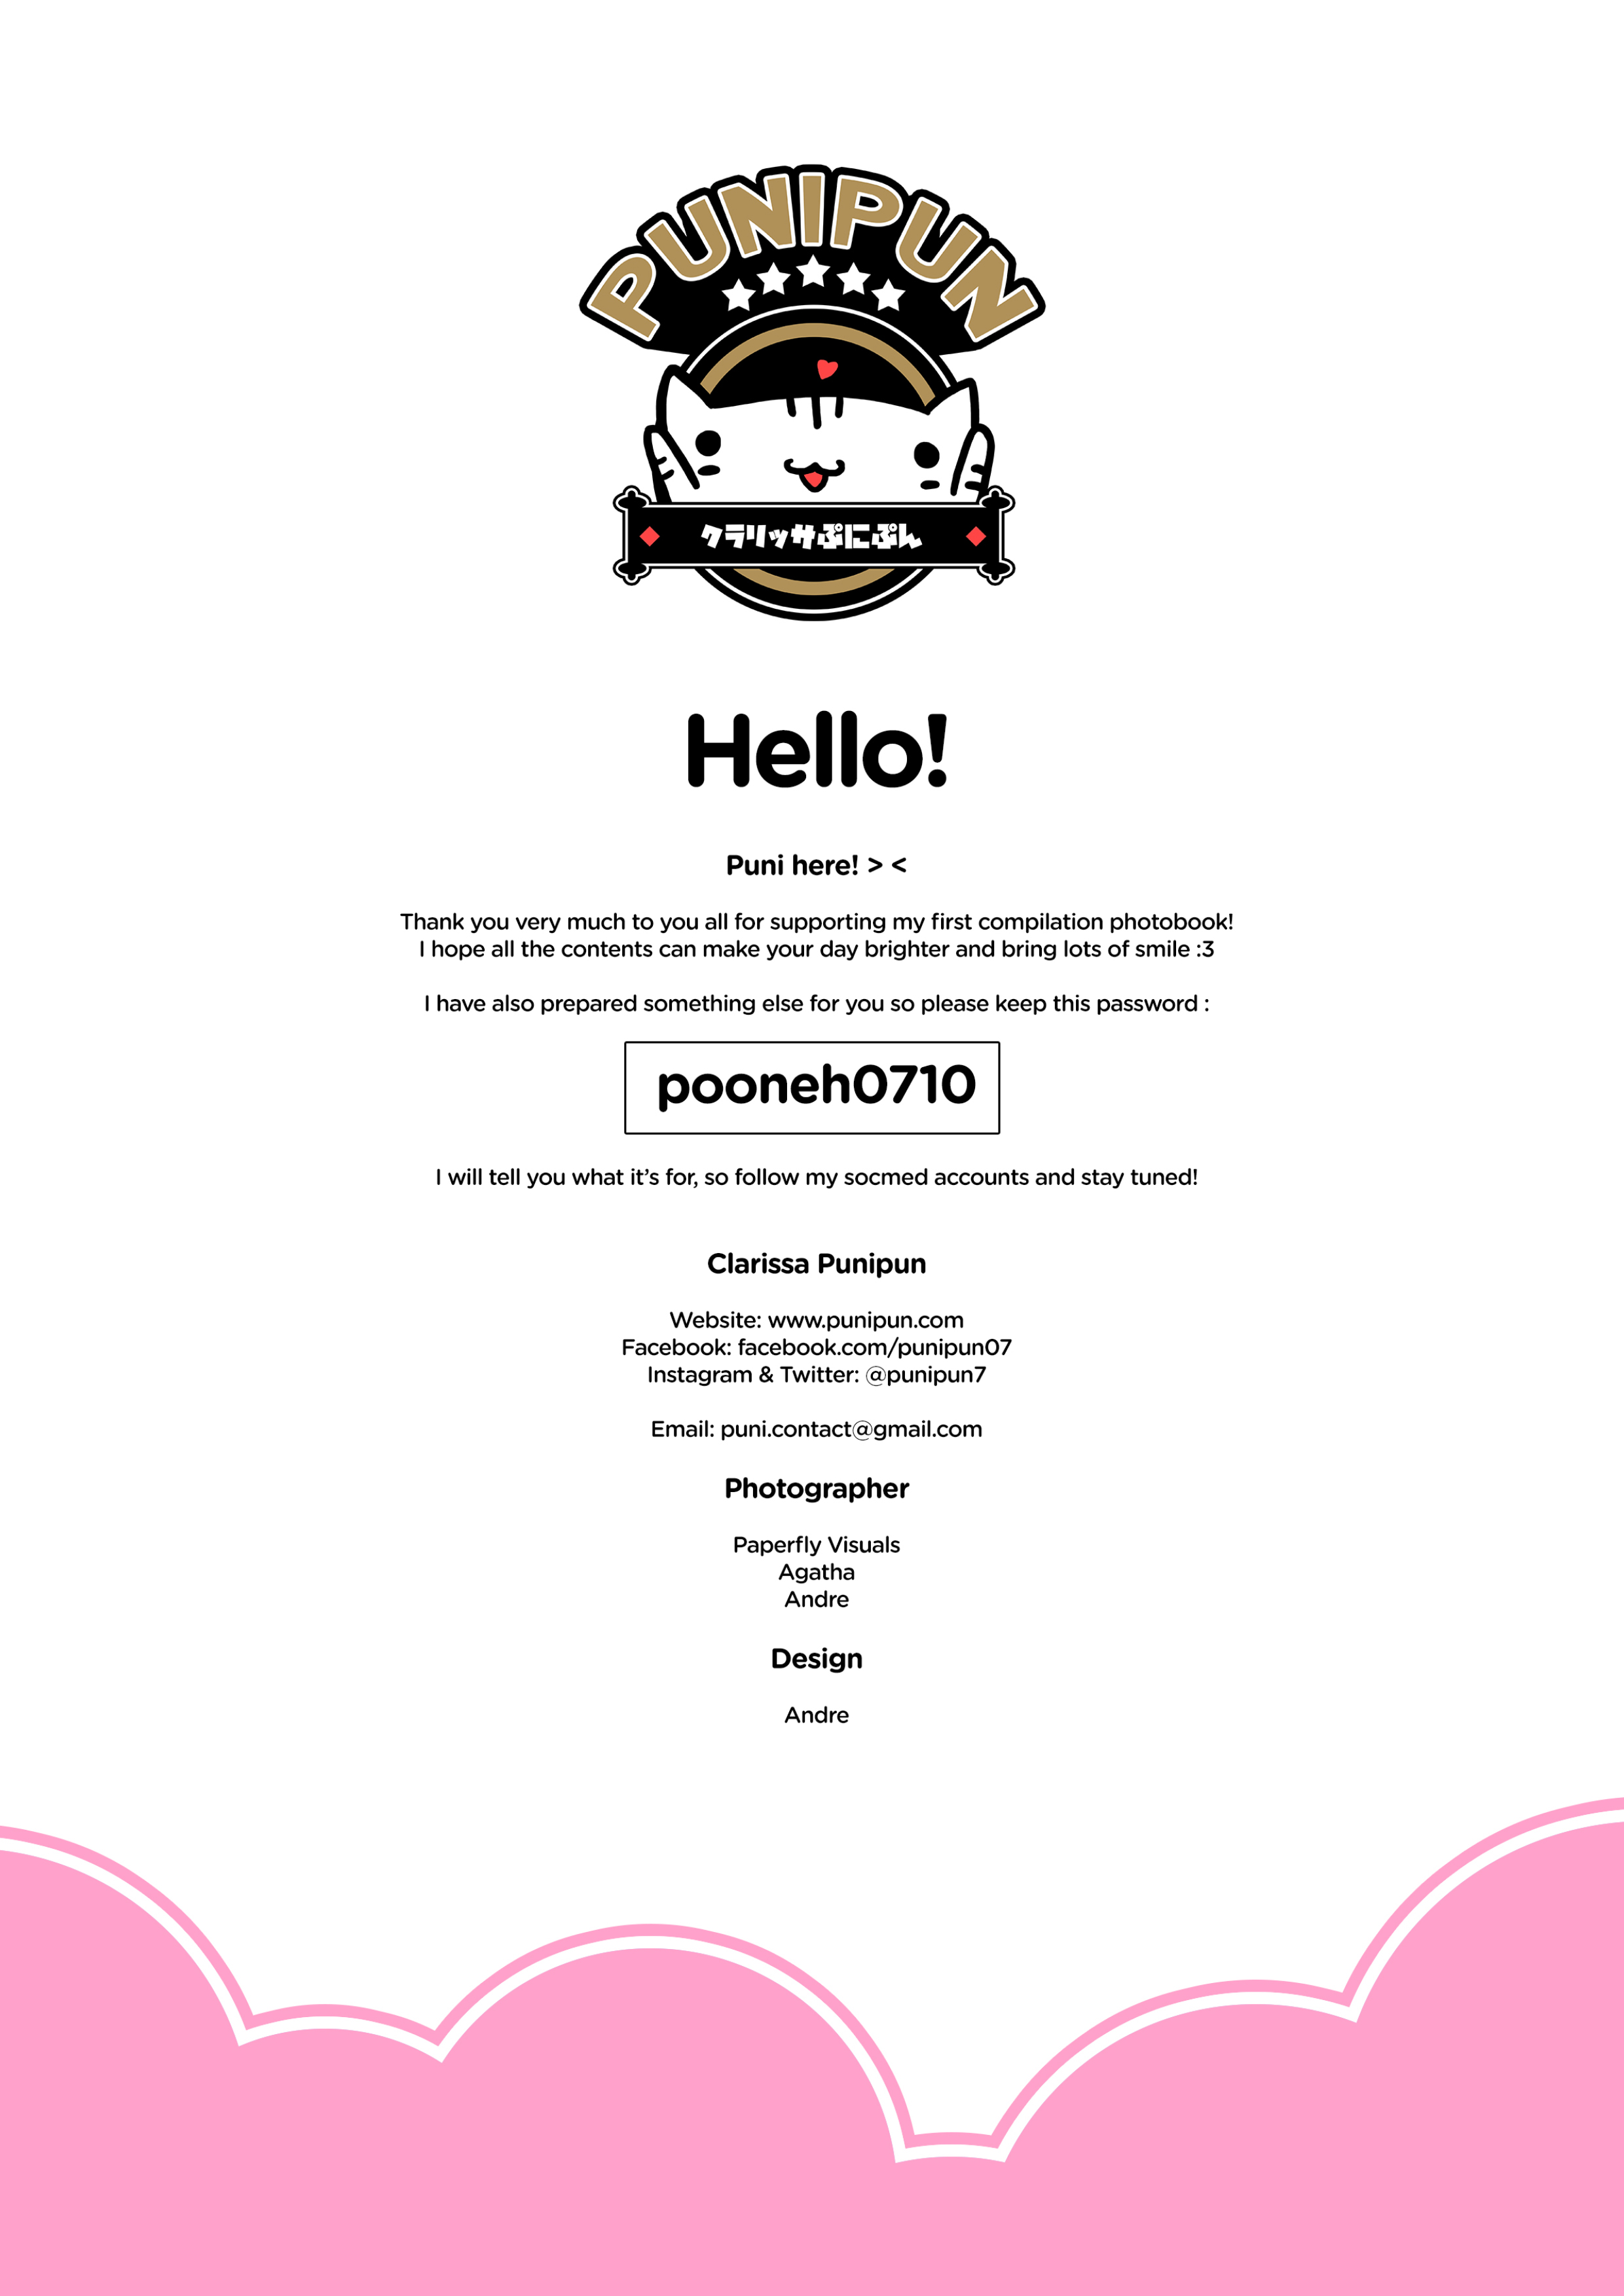 PUNIPUN
クラリッサぷにぷん
Hello!
Puni here! > <
Thank you very much to you all for supporting my first compilation photobook!
I hope all the contents can make your day brighter and bring lots of smile :3
I have also prepared something else for you so please keep this password :
pooneh0710
I will tell you what it’s for, so follow my socmed accounts and stay tuned!
Clarissa Punipun
Website: www.punipun.com
Facebook: facebook.com/punipun07
Instagram & Twitter: @punipun7
Email: puni.contact@gmail.com
Photographer
Paperfly Visuals
Agatha
Andre
Design
Andre